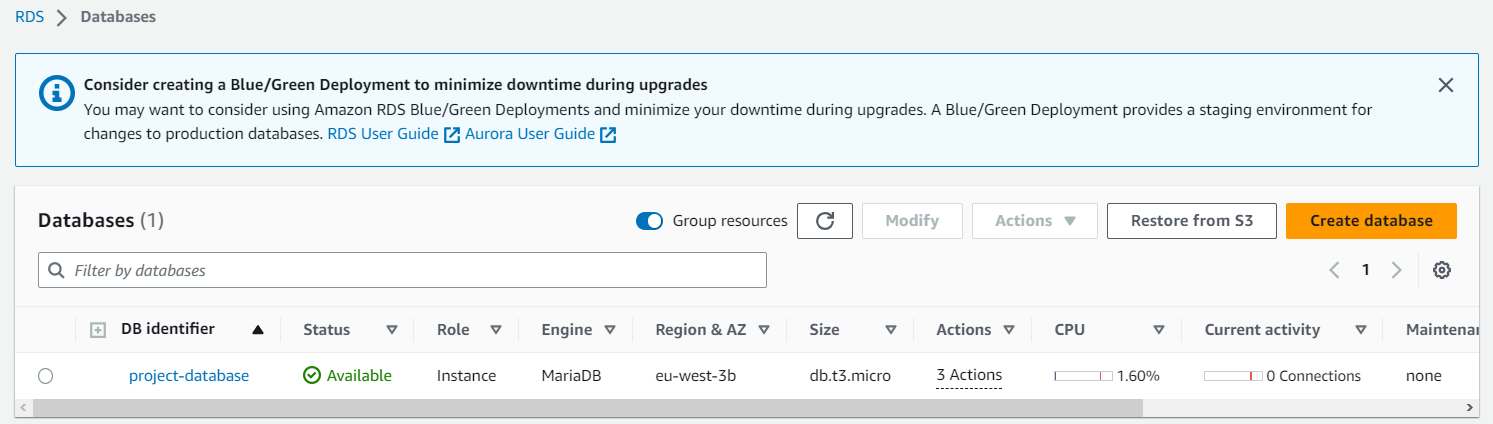 RDS > Databases
Consider creating a Blue/Green Deployment to minimize downtime during upgrades
You may want to consider using Amazon RDS Blue/Green Deployments and minimize your downtime during upgrades. A Blue/Green Deployment provides a staging environment for
changes to production databases. RDS User Guide Aurora User Guide
Databases (1) Group resources Modify Actions Restore from S3 Create database
Filter by databases 1
DB identifier Status Role Engine Region & AZ Size Actions CPU Current activity Maintenan
project-database Available Instance MariaDB eu-west-3b db.t3.micro 3 Actions 1.60% 0 Connections none